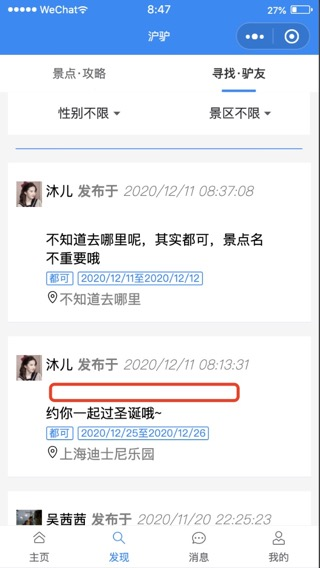 WeChat
8:47
27%
沪驴
景点·攻略
寻找·驴友
性别不限
景区不限
沐儿 发布于 2020/12/11 08:37:08
不知道去哪里呢，其实都可，景点名
不重要哦
都可 2020/12/11至2020/12/12
不知道去哪里
沐儿 发布于 2020/12/11 08:13:31
约你一起过圣诞哦~
都可 2020/12/25至2020/12/26
上海迪士尼乐园
吴茜茜 发布于 2020/11/20 22:25:23
主页
发现
消息
我的